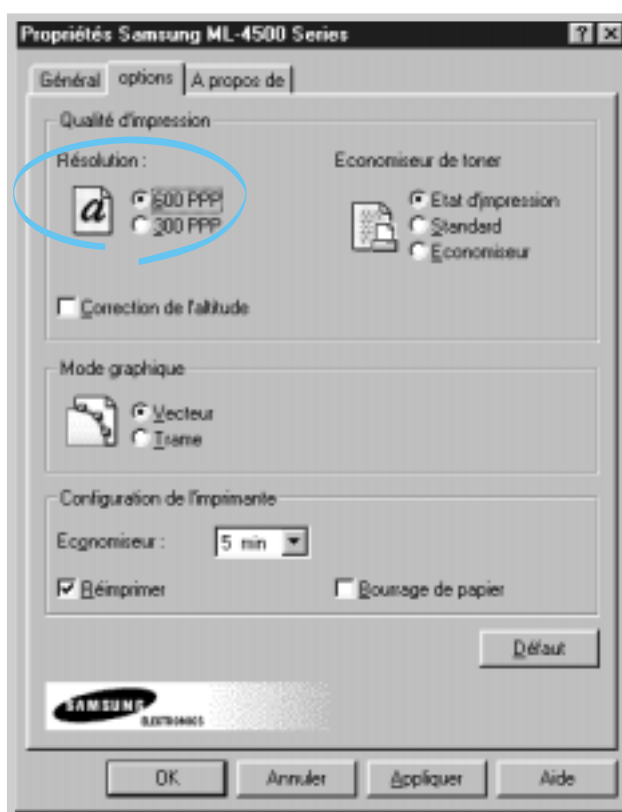 Propriétés Samsung ML-4500 Series
Général options A propos de
Qualité d'impression
Résolution : Economiseur de toner
600 PPP
300 PPP
Etat d'impression
Standard
Economiseur
Correction de l'altitude
Mode graphique
Vecteur
Trame
Configuration de l'imprimante
Economiseur : 5 min
Réimprimer Bourrage de papier
Défaut
SAMSUNG
ELECTRONICS
OK Annuler Appliquer Aide